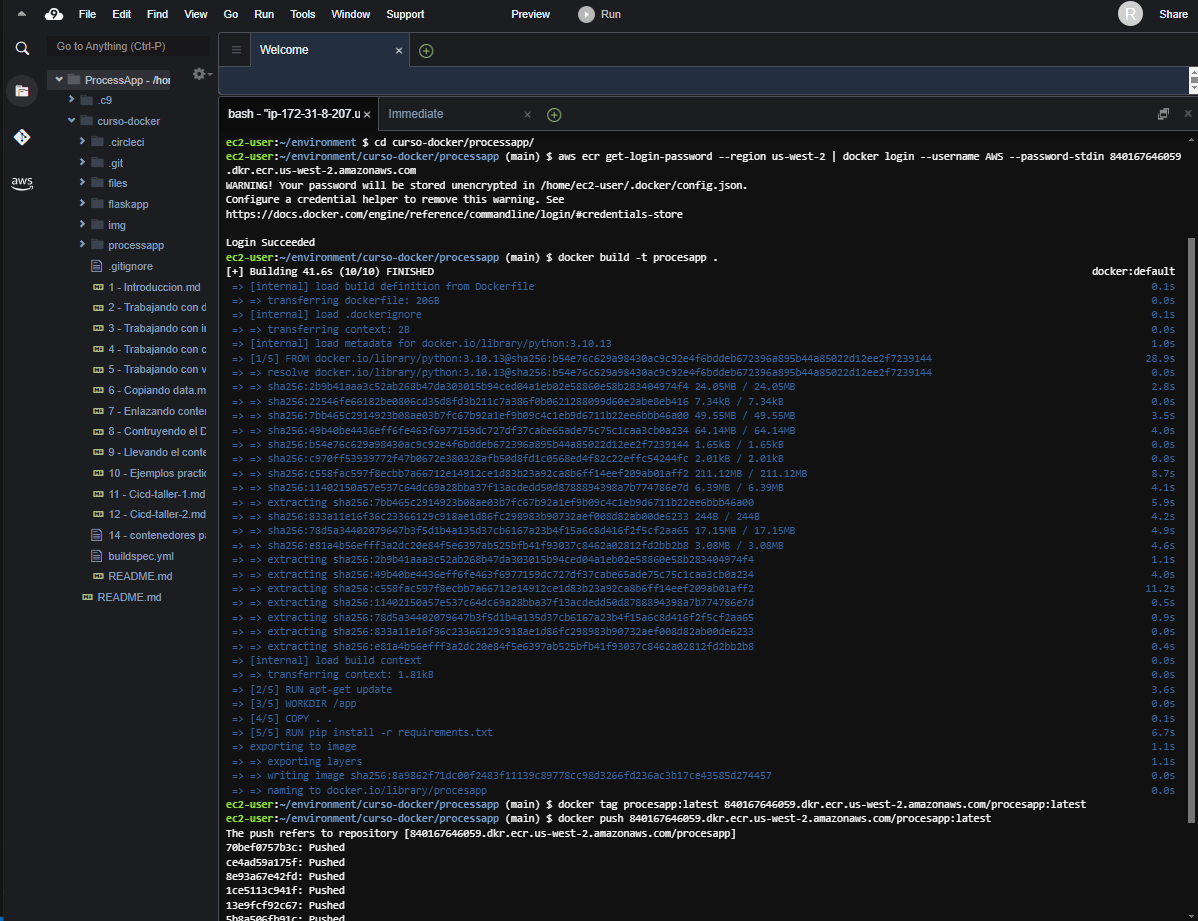 File Edit Find View Go Run Tools Window Support Preview Run R Share
Go to Anything (Ctrl-P)
Welcome
ProcessApp - /hor
.c9
curso-docker
.circleci
.git
files
flaskapp
img
processapp
.gitignore
1 - Introduccion.md
2 - Trabajando con d
3 - Trabajando con i
4 - Trabajando con c
5 - Trabajando con v
6 - Copiando data.m
7 - Enlazando conter
8 - Contruyendo el D
9 - Llevando el conte
10 - Ejemplos practic
11 - Cicd-taller-1.md
12 - Cicd-taller-2.md
14 - contenedores pa
buildspec.yml
README.md
README.md
aws
bash - "ip-172-31-8-207.u
Immediate
ec2-user:~/environment $ cd curso-docker/processapp/
ec2-user:~/environment/curso-docker/processapp (main) $ aws ecr get-login-password --region us-west-2 | docker login --username AWS --password-stdin 840167646059
.dkr.ecr.us-west-2.amazonaws.com
WARNING! Your password will be stored unencrypted in /home/ec2-user/.docker/config.json.
Configure a credential helper to remove this warning. See
https://docs.docker.com/engine/reference/commandline/login/#credentials-store
Login Succeeded
ec2-user:~/environment/curso-docker/processapp (main) $ docker build -t procesapp .
[+] Building 41.6s (10/10) FINISHED docker:default
=> [internal] load build definition from Dockerfile 0.1s
=> => transferring dockerfile: 206B 0.0s
=> [internal] load .dockerignore 0.1s
=> => transferring context: 2B 0.0s
=> [internal] load metadata for docker.io/library/python:3.10.13 1.0s
=> [1/5] FROM docker.io/library/python:3.10.13@sha256:b54e76c629a98430ac9c92e4f6bddeb672396a895b44a85022d12ee2f7239144 28.9s
=> => resolve docker.io/library/python:3.10.13@sha256:b54e76c629a98430ac9c92e4f6bddeb672396a895b44a85022d12ee2f7239144 0.0s
=> => sha256:2b9b41aaa3c52ab268b47da303015b94ced04a1eb02e58860e58b283404974f4 24.05MB / 24.05MB 2.8s
=> => sha256:22546fe66182be0806cd35d8fd3b211c7a386f0b0621288099d60e2abe8eb416 7.34kB / 7.34kB 0.0s
=> => sha256:7bb465c2914923b08ae03b7fc67b92a1ef9b09c4c1eb9d6711b22ee6bbb46a00 49.55MB / 49.55MB 3.5s
=> => sha256:49b40be4436eff6fe463f6977159dc727df37cabe65ade75c75c1caa3cb0a234 64.14MB / 64.14MB 4.0s
=> => sha256:b54e76c629a98430ac9c92e4f6bddeb672396a895b44a85022d12ee2f7239144 1.65kB / 1.65kB 0.0s
=> => sha256:c970ff53939772f47b0672e380328afb50d8fd1c0568ed4f82c22effc54244fc 2.01kB / 2.01kB 0.0s
=> => sha256:c558fac597f8ecbb7a66712e14912ce1d83b23a92ca8b6ff14eef209ab01aff2 211.12MB / 211.12MB 8.7s
=> => sha256:11402150a57e537c64dc69a28bba37f13acdedd50d8788894398a7b774786e7d 6.39MB / 6.39MB 4.1s
=> => extracting sha256:7bb465c2914923b08ae03b7fc67b92a1ef9b09c4c1eb9d6711b22ee6bbb46a00 5.9s
=> => sha256:833a11e16f36c23366129c918ae1d86fc298983b90732aef008d82ab00de6233 244B / 244B 4.2s
=> => sha256:78d5a34402079647b3f5d1b4a135d37cb6167a23b4f15a6c8d416f2f5cf2aa65 17.15MB / 17.15MB 4.9s
=> => sha256:e81a4b56efff3a2dc20e84f5e6397ab525bfb41f93037c8462a02812fd2bb2b8 3.08MB / 3.08MB 4.6s
=> => extracting sha256:2b9b41aaa3c52ab268b47da303015b94ced04a1eb02e58860e58b283404974f4 1.1s
=> => extracting sha256:49b40be4436eff6fe463f6977159dc727df37cabe65ade75c75c1caa3cb0a234 4.0s
=> => extracting sha256:c558fac597f8ecbb7a66712e14912ce1d83b23a92ca8b6ff14eef209ab01aff2 11.2s
=> => extracting sha256:11402150a57e537c64dc69a28bba37f13acdedd50d8788894398a7b774786e7d 0.5s
=> => extracting sha256:78d5a34402079647b3f5d1b4a135d37cb6167a23b4f15a6c8d416f2f5cf2aa65 0.9s
=> => extracting sha256:833a11e16f36c23366129c918ae1d86fc298983b90732aef008d82ab00de6233 0.0s
=> => extracting sha256:e81a4b56efff3a2dc20e84f5e6397ab525bfb41f93037c8462a02812fd2bb2b8 0.4s
=> [internal] load build context 0.0s
=> => transferring context: 1.81kB 0.0s
=> [2/5] RUN apt-get update 3.6s
=> [3/5] WORKDIR /app 0.0s
=> [4/5] COPY . . 0.1s
=> [5/5] RUN pip install -r requirements.txt 6.7s
=> exporting to image 1.1s
=> => exporting layers 1.1s
=> => writing image sha256:8a9862f71dc00f2483f11139c89778cc98d3266fd236ac3b17ce43585d274457 0.0s
=> => naming to docker.io/library/procesapp 0.0s
ec2-user:~/environment/curso-docker/processapp (main) $ docker tag procesapp:latest 840167646059.dkr.ecr.us-west-2.amazonaws.com/procesapp:latest
ec2-user:~/environment/curso-docker/processapp (main) $ docker push 840167646059.dkr.ecr.us-west-2.amazonaws.com/procesapp:latest
The push refers to repository [840167646059.dkr.ecr.us-west-2.amazonaws.com/procesapp]
70bef0757b3c: Pushed
ce4ad59a175f: Pushed
8e93a67e42fd: Pushed
1ce5113c941f: Pushed
13e9fcf92c67: Pushed
5b8a506fb91c: Pushed